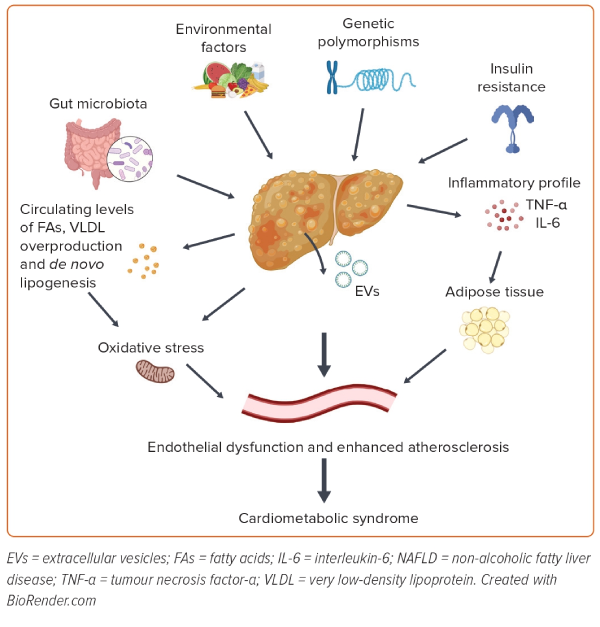 Environmental
factors
Genetic
polymorphisms
Insulin
resistance
Gut microbiota
Inflammatory profile
TNF-α
IL-6
Circulating levels
of FAs, VLDL
overproduction
and de novo
lipogenesis
EVs
Adipose tissue
Oxidative stress
Endothelial dysfunction and enhanced atherosclerosis
Cardiometabolic syndrome
EVs = extracellular vesicles; FAs = fatty acids; IL-6 = interleukin-6; NAFLD = non-alcoholic fatty liver
disease; TNF-α = tumour necrosis factor-α; VLDL = very low-density lipoprotein. Created with
BioRender.com